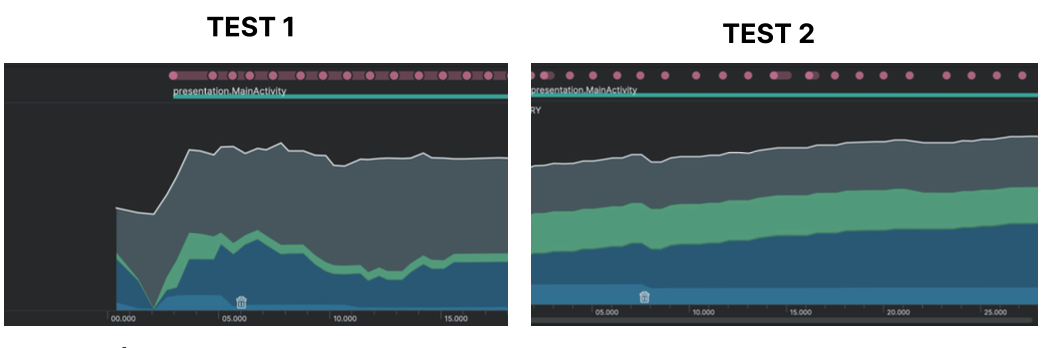 TEST 1
TEST 2
presentation.MainActivity
presentation.MainActivity
RY
00.000 05.000 10.000 15.000
05.000 10.000 15.000 20.000 25.000